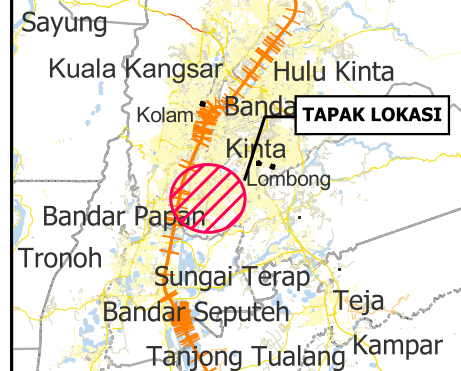 Sayung
Kuala Kangsar
Hulu Kinta
Kolam
Banda
TAPAK LOKASI
Kinta
Lombong
Bandar Papan
Tronoh
Sungai Terap
Teja
Bandar Seputeh
Kampar
Tanjong Tualang